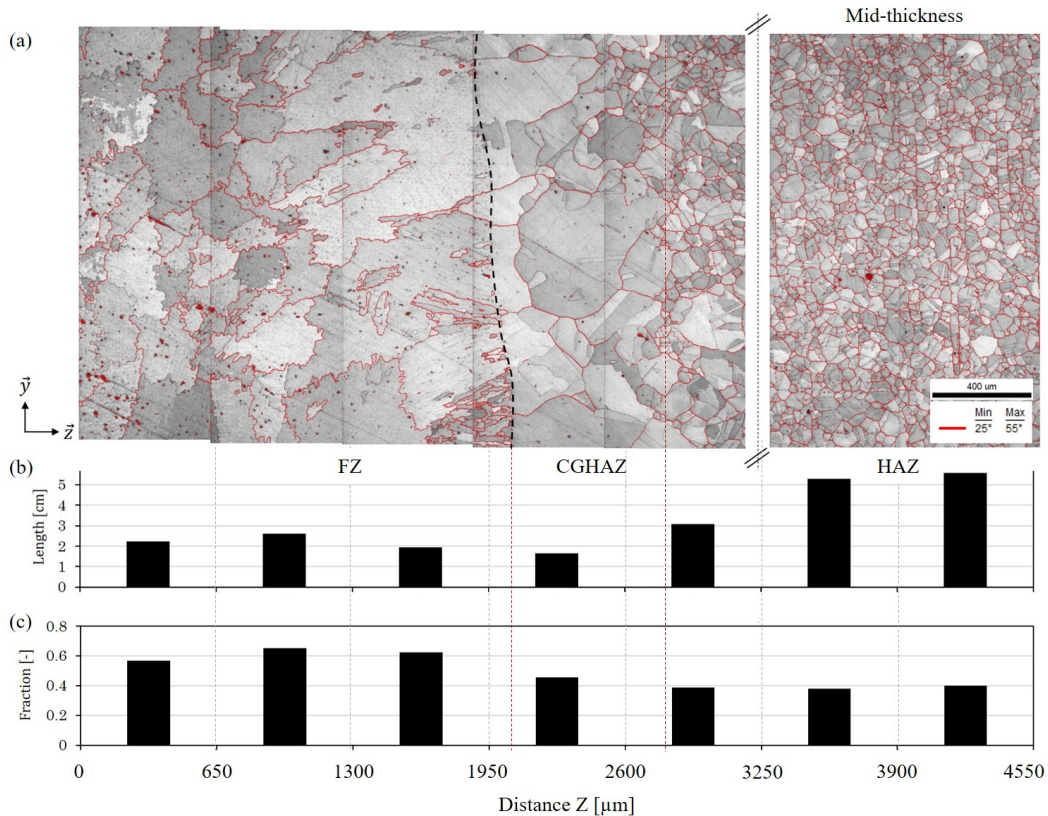 Mid-thickness
(a)
y
z
400 um
Min Max
25° 55°
(b) FZ CGHAZ HAZ
Length [cm]
5
4
3
2
1
0
(c)
Fraction [-]
0.8
0.6
0.4
0.2
0
0 650 1300 1950 2600 3250 3900 4550
Distance Z [µm]